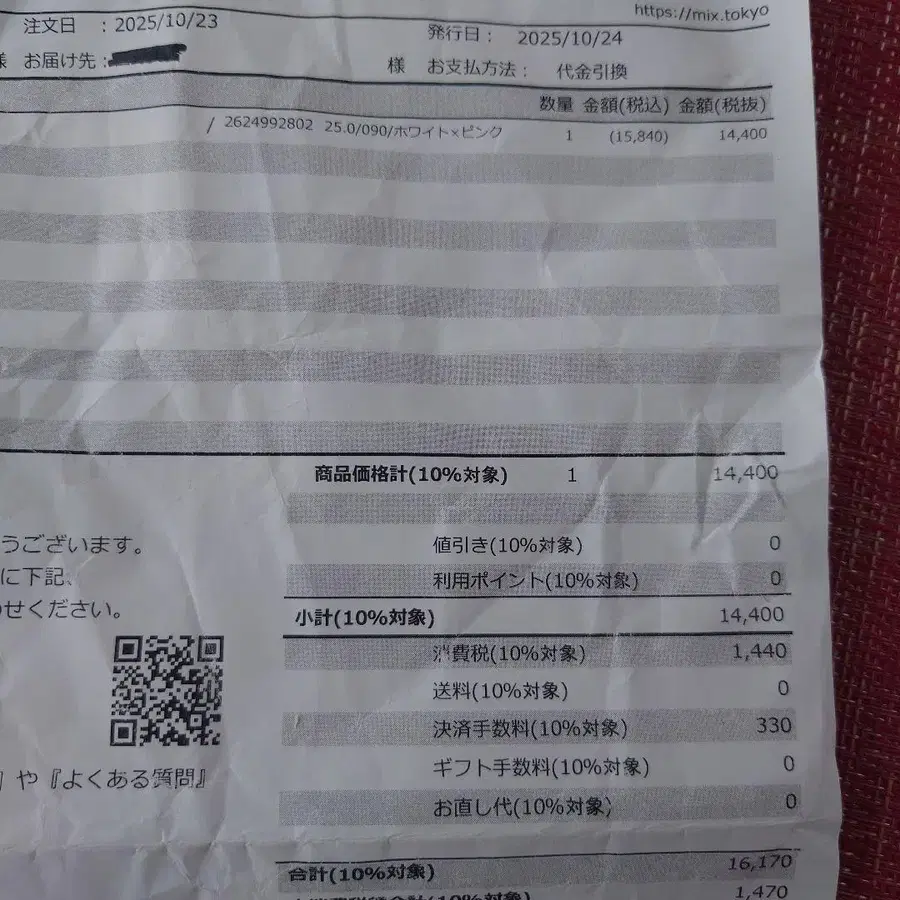 https://mix.tokyo
注文日 : 2025/10/23
発行日: 2025/10/24
様 お届け先:
様 お支払方法: 代金引換
数量 金額(税込) 金額(税抜)
/ 2624992802 25.0/090/ホワイト×ピンク 1 (15,840) 14,400
商品価格計(10%対象) 1 14,400
値引き(10%対象) 0
利用ポイント(10%対象) 0
小計(10%対象) 14,400
消費税(10%対象) 1,440
送料(10%対象) 0
決済手数料(10%対象) 330
ギフト手数料(10%対象) 0
お直し代(10%対象) 0
合計(10%対象) 16,170
(10%対象) 1,470
うございます。
に下記、
せください。
や『よくある質問』